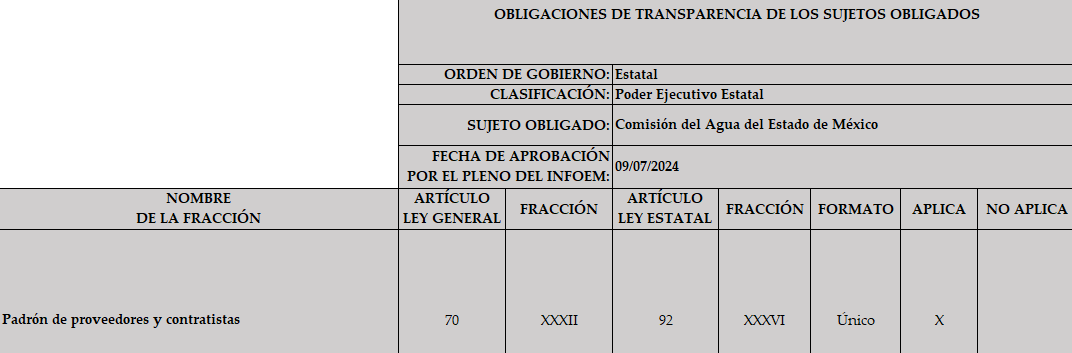 OBLIGACIONES DE TRANSPARENCIA DE LOS SUJETOS OBLIGADOS
ORDEN DE GOBIERNO: Estatal
CLASIFICACIÓN: Poder Ejecutivo Estatal
SUJETO OBLIGADO: Comisión del Agua del Estado de México
FECHA DE APROBACIÓN
POR EL PLENO DEL INFOEM: 09/07/2024
NOMBRE
DE LA FRACCIÓN
ARTÍCULO
LEY GENERAL
FRACCIÓN
ARTÍCULO
LEY ESTATAL
FRACCIÓN
FORMATO
APLICA
NO APLICA
Padrón de proveedores y contratistas 70 XXXII 92 XXXVI Único X